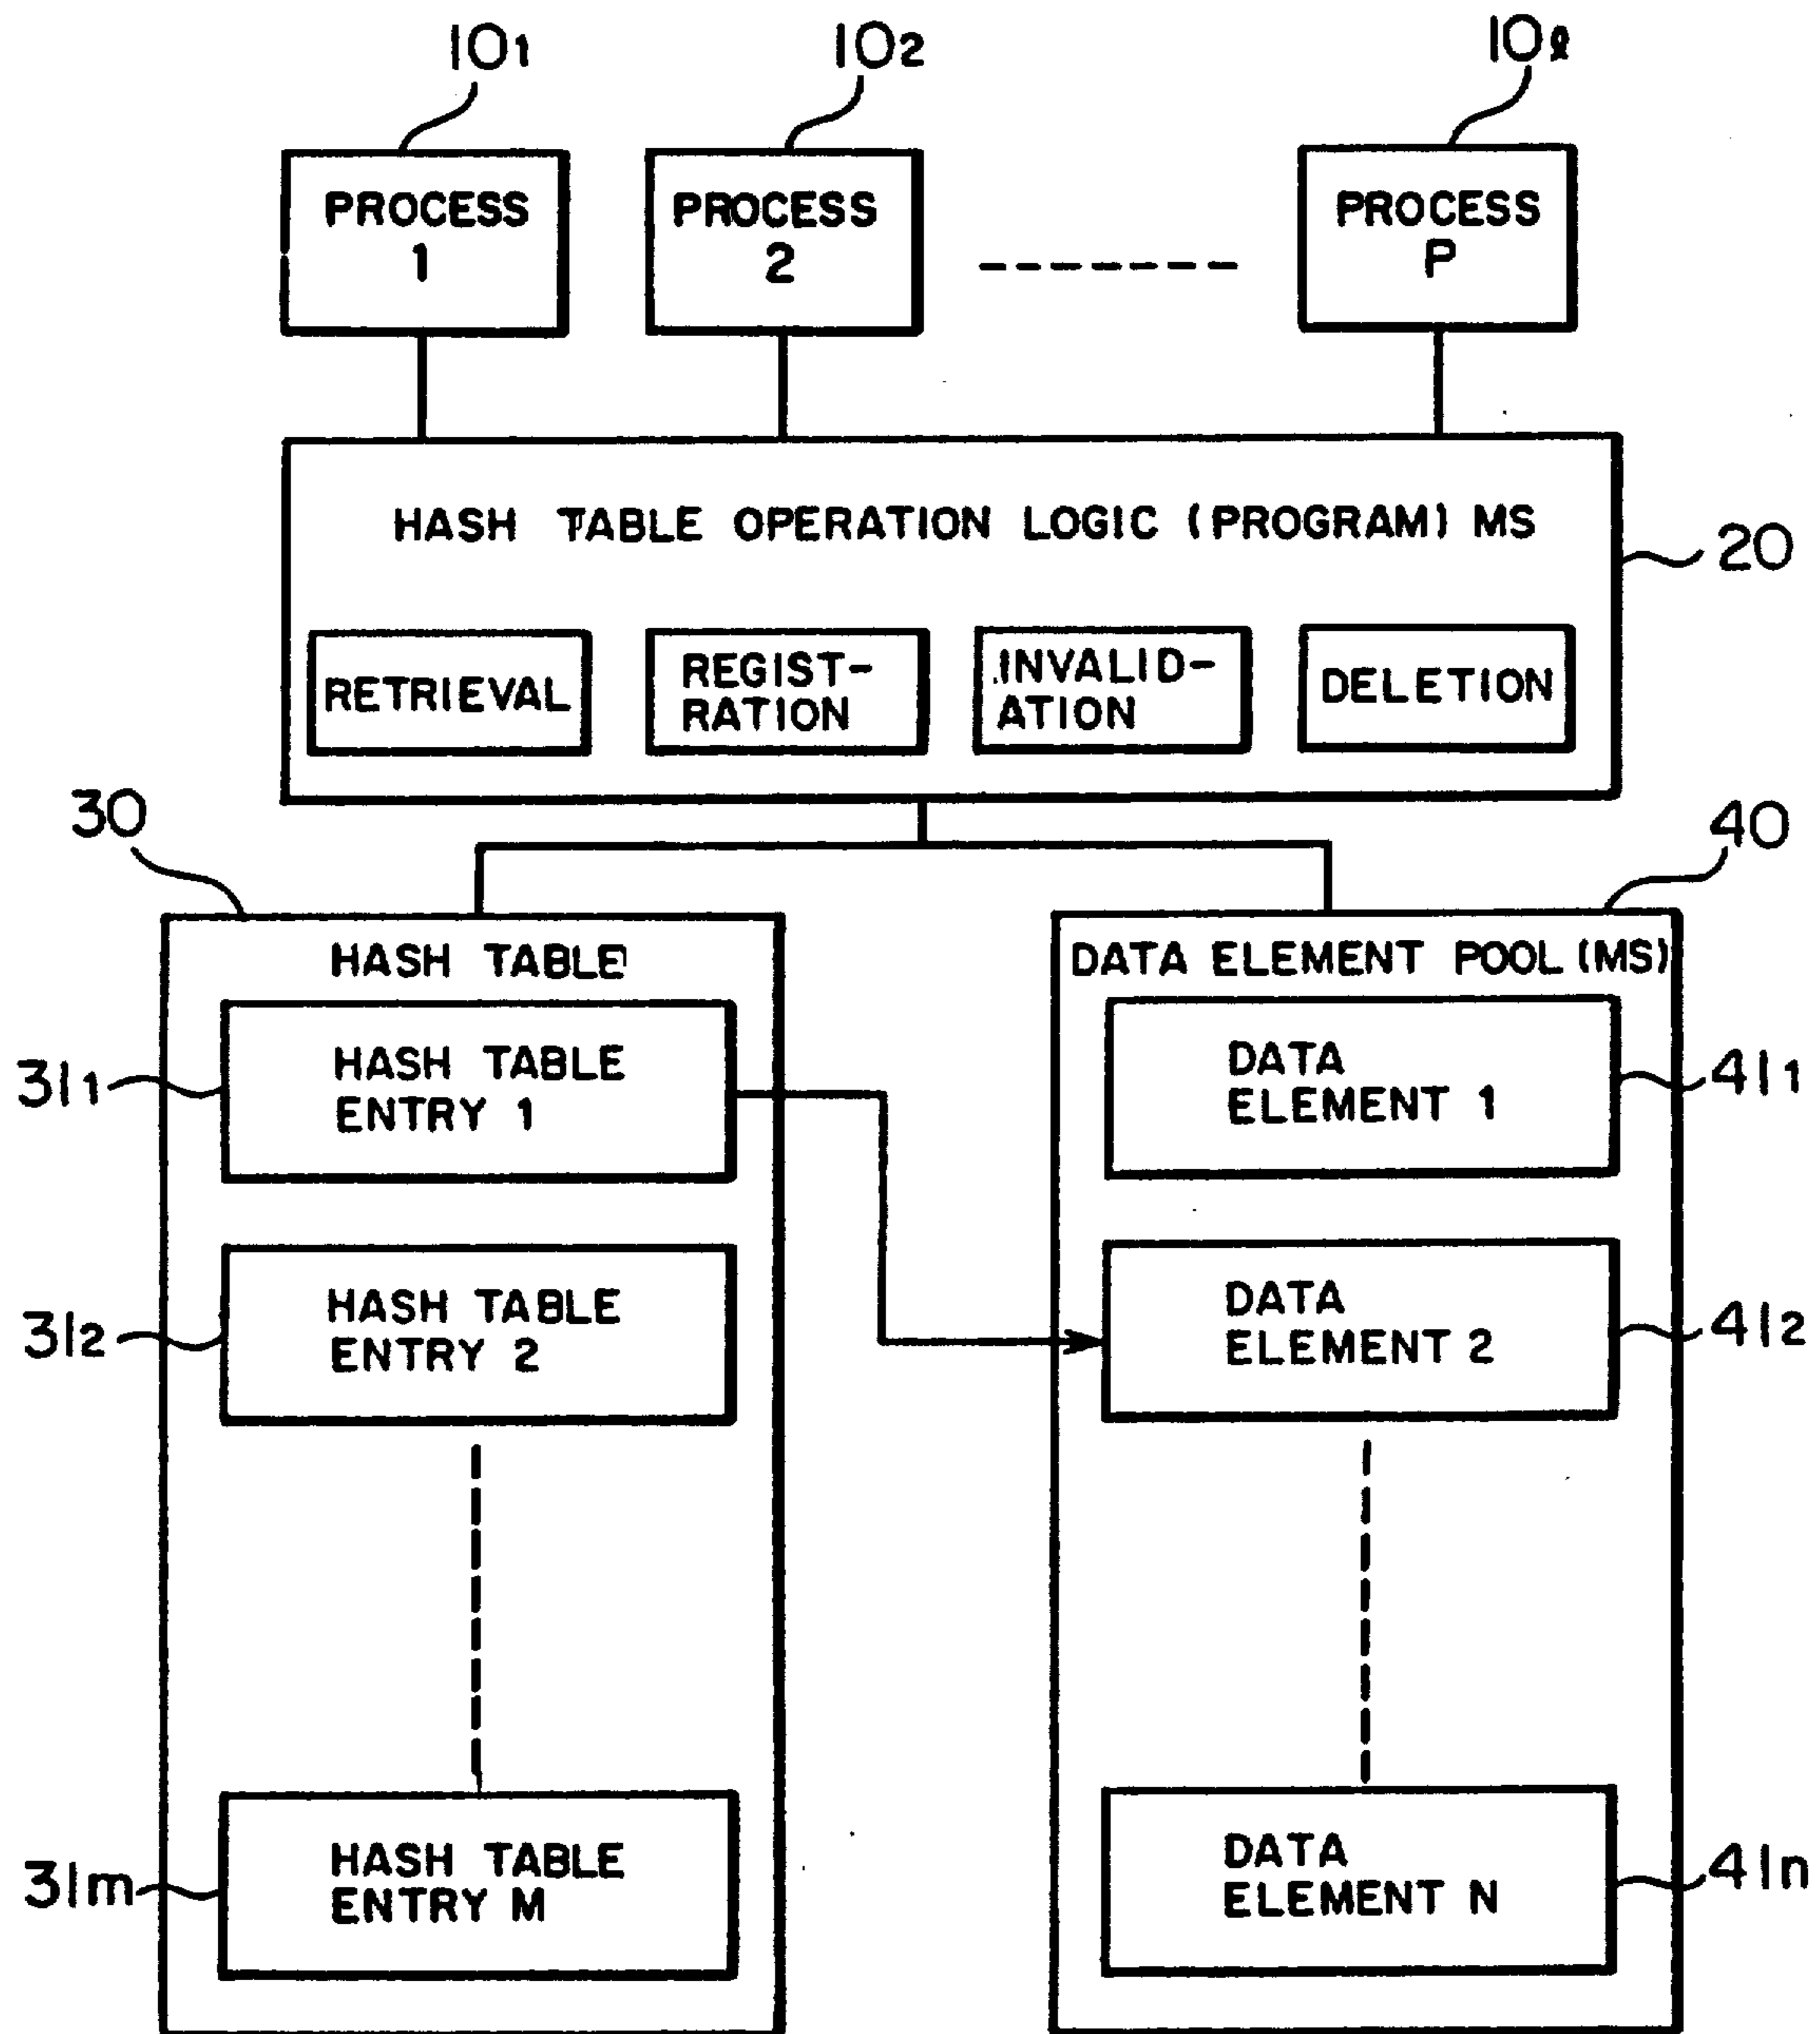 10₁ 10₂ 10ℓ
PROCESS 1
PROCESS 2
PROCESS P
HASH TABLE OPERATION LOGIC (PROGRAM) MS
20
RETRIEVAL
REGIST-
RATION
INVALID-
ATION
DELETION
30
40
HASH TABLE
DATA ELEMENT POOL (MS)
31₁
HASH TABLE
ENTRY 1
DATA
ELEMENT 1
41₁
31₂
HASH TABLE
ENTRY 2
DATA
ELEMENT 2
41₂
31m
HASH TABLE
ENTRY M
DATA
ELEMENT N
41n